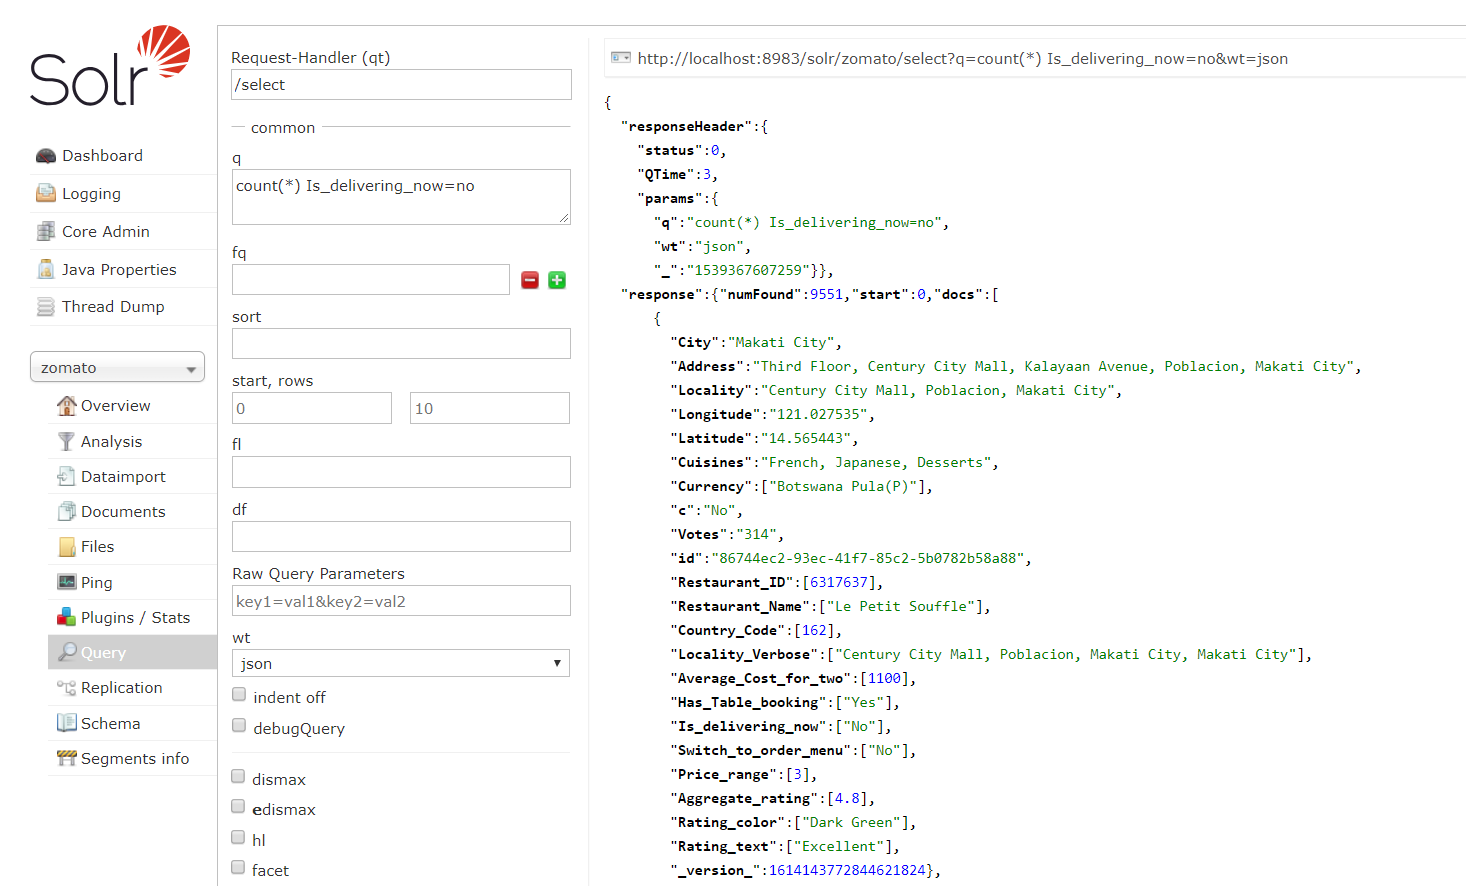 Solr
Dashboard
Logging
Core Admin
Java Properties
Thread Dump
zomato
Overview
Analysis
Dataimport
Documents
Files
Ping
Plugins / Stats
Query
Replication
Schema
Segments info
Request-Handler (qt)
/select
common
q
count(*) Is_delivering_now=no
fq
sort
start, rows
0 10
fl
df
Raw Query Parameters
key1=val1&key2=val2
wt
json
indent off
debugQuery
dismax
edismax
hl
facet
http://localhost:8983/solr/zomato/select?q=count(*) Is_delivering_now=no&wt=json
{
"responseHeader":{
"status":0,
"QTime":3,
"params":{
"q":"count(*) Is_delivering_now=no",
"wt":"json",
"_":"1539367607259"}},
"response":{"numFound":9551,"start":0,"docs":[
{
"City":"Makati City",
"Address":"Third Floor, Century City Mall, Kalayaan Avenue, Poblacion, Makati City",
"Locality":"Century City Mall, Poblacion, Makati City",
"Longitude":"121.027535",
"Latitude":"14.565443",
"Cuisines":"French, Japanese, Desserts",
"Currency":["Botswana Pula(P)"],
"c":"No",
"Votes":"314",
"id":"86744ec2-93ec-41f7-85c2-5b0782b58a88",
"Restaurant_ID":[6317637],
"Restaurant_Name":["Le Petit Souffle"],
"Country_Code":[162],
"Locality_Verbose":["Century City Mall, Poblacion, Makati City, Makati City"],
"Average_Cost_for_two":[1100],
"Has_Table_booking":["Yes"],
"Is_delivering_now":["No"],
"Switch_to_order_menu":["No"],
"Price_range":[3],
"Aggregate_rating":[4.8],
"Rating_color":["Dark Green"],
"Rating_text":["Excellent"],
"_version_":1614143772844621824},